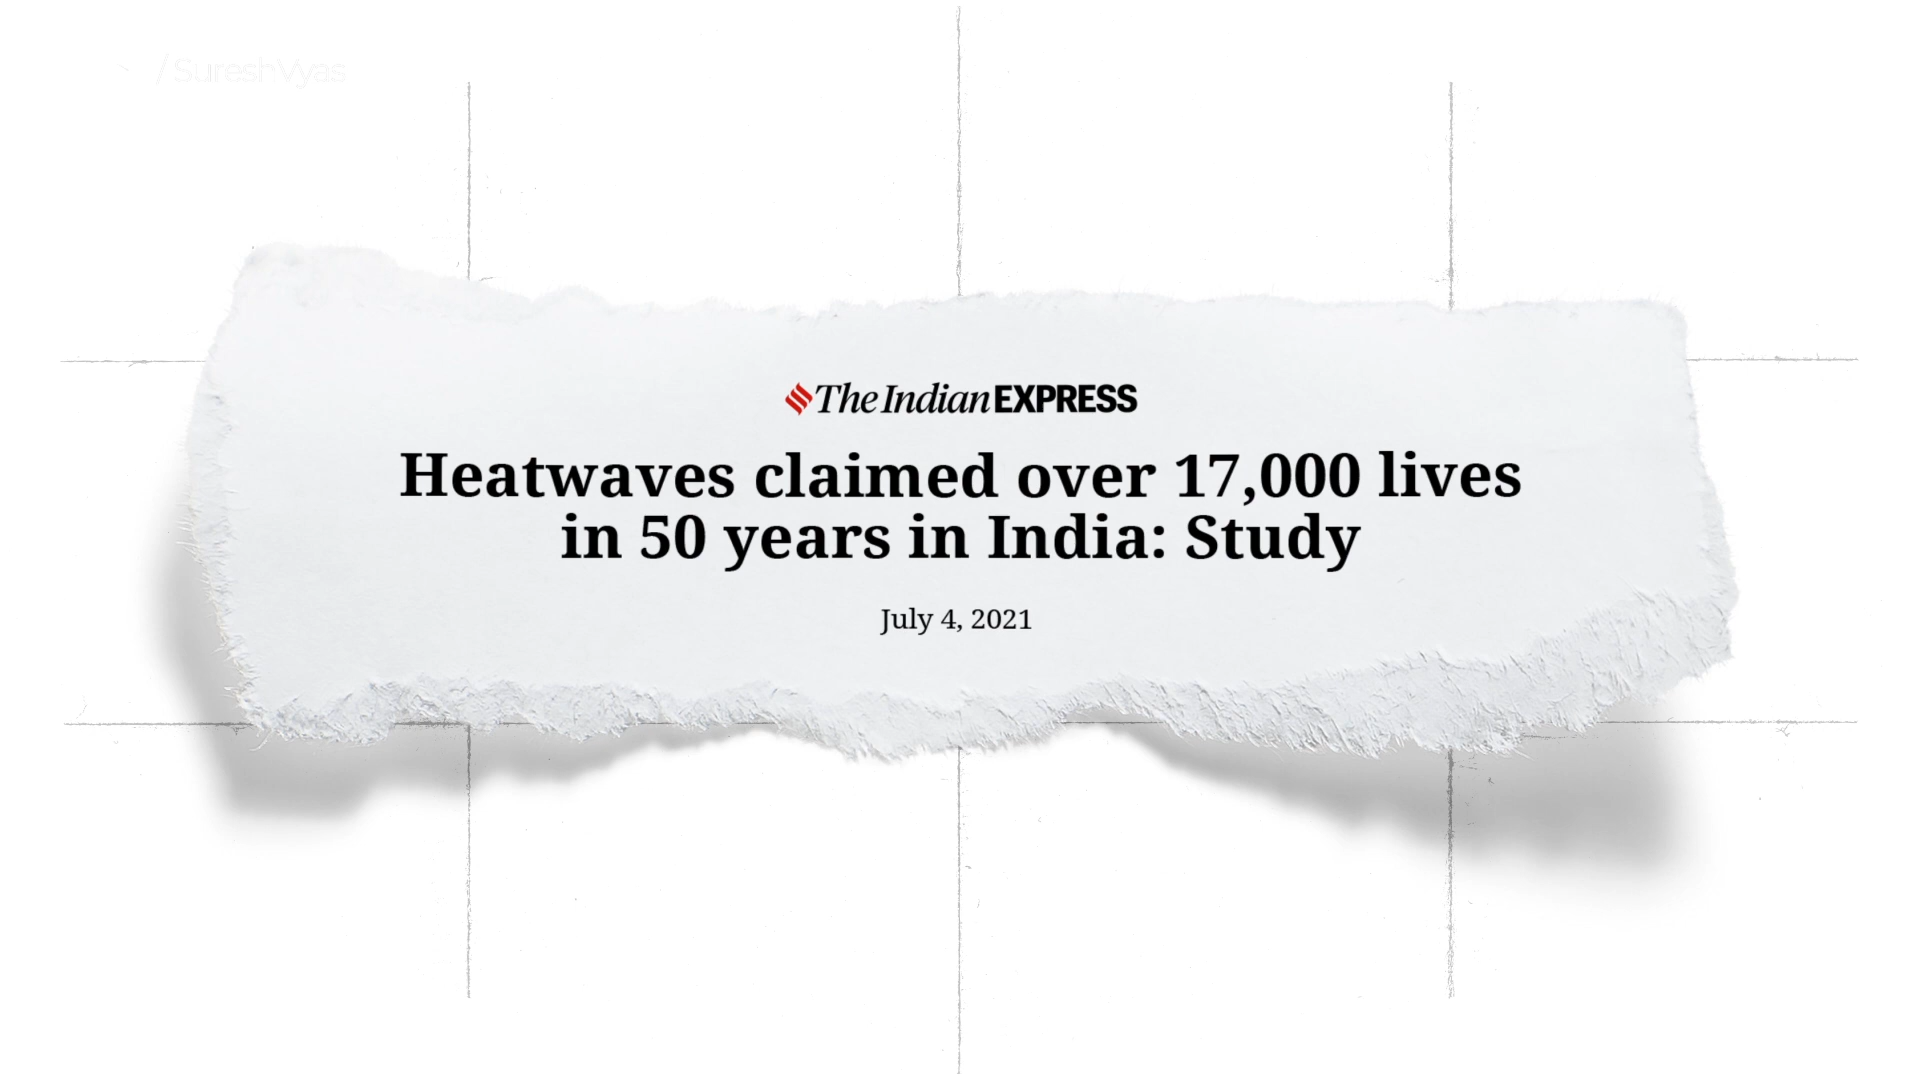 /SureshVyas
The Indian EXPRESS
Heatwaves claimed over 17,000 lives
in 50 years in India: Study
July 4, 2021